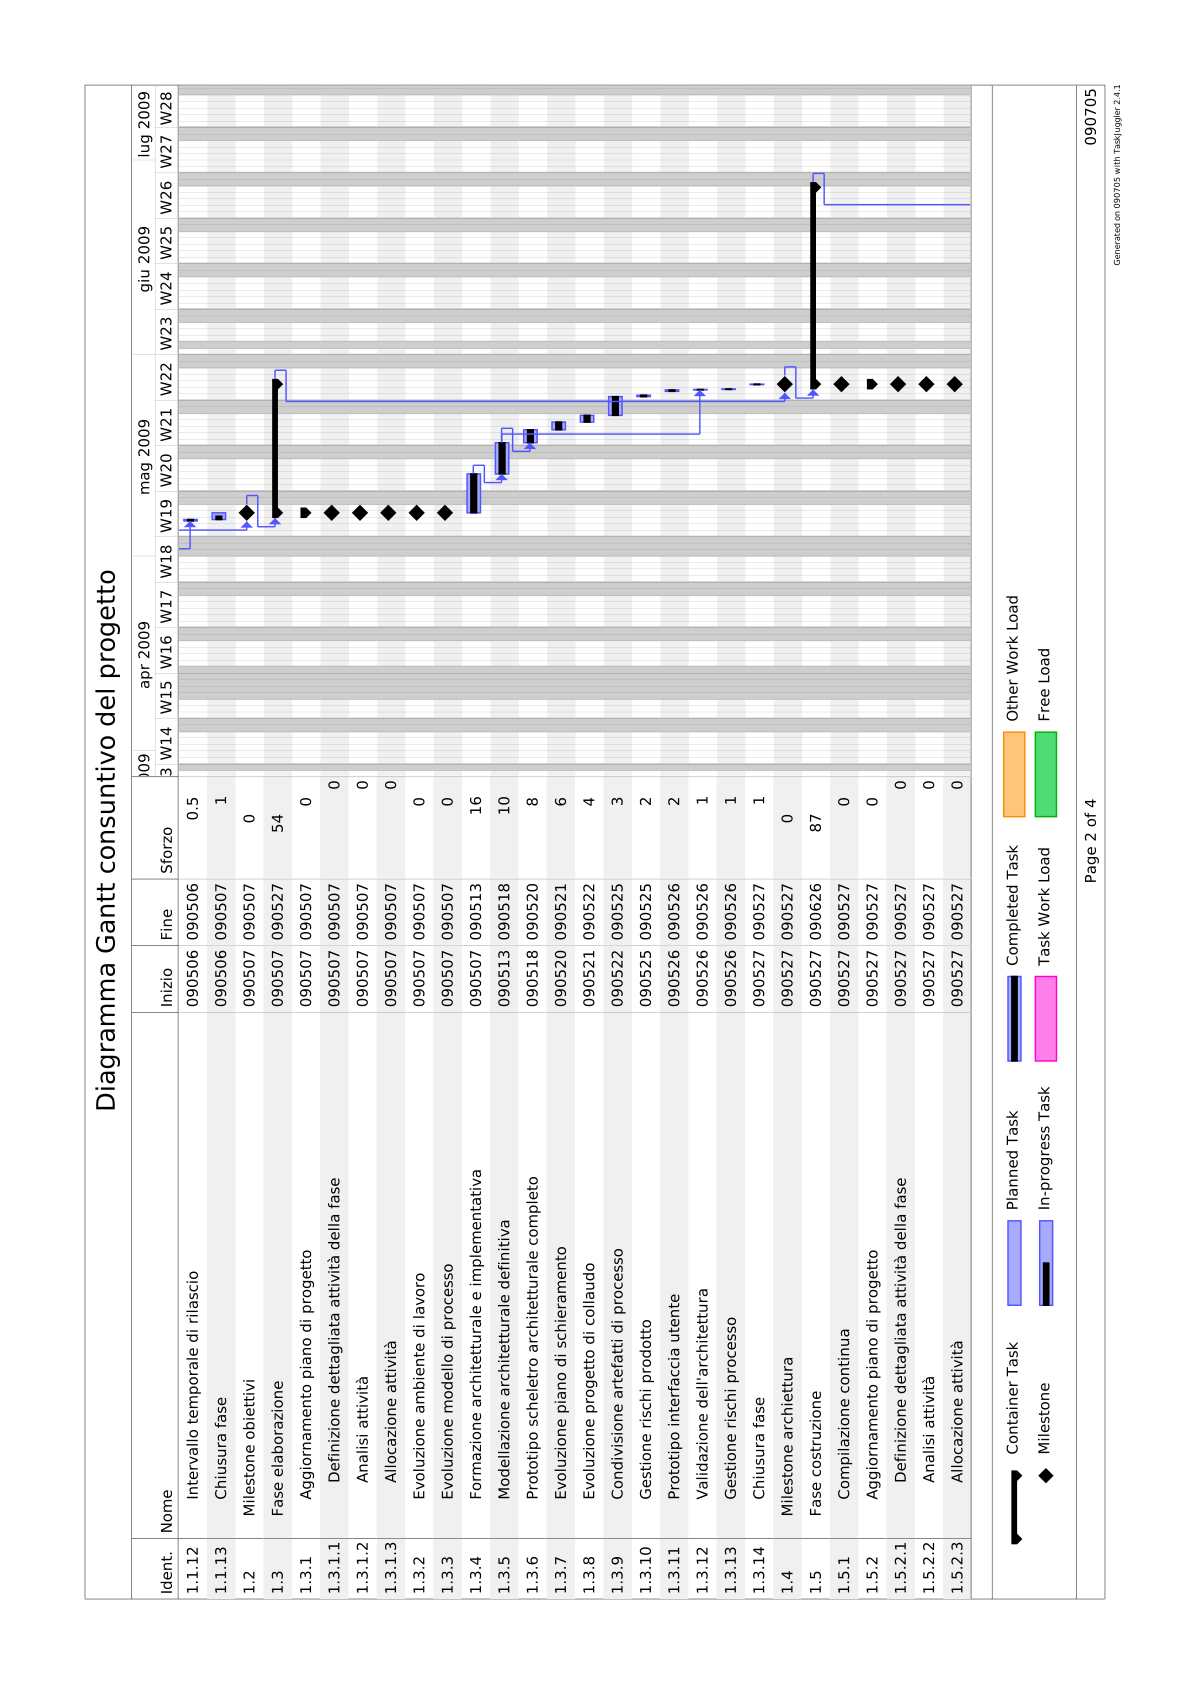 Diagramma Gantt consuntivo del progetto
Ident. Nome Inizio Fine Sforzo 009 apr 2009 mag 2009 giu 2009 lug 2009
3 W14 W15 W16 W17 W18 W19 W20 W21 W22 W23 W24 W25 W26 W27 W28
1.1.12 Intervallo temporale di rilascio 090506 090506 0.5
1.1.13 Chiusura fase 090506 090507 1
1.2 Milestone obiettivi 090507 090507 0
1.3 Fase elaborazione 090507 090527 54
1.3.1 Aggiornamento piano di progetto 090507 090507 0
1.3.1.1 Definizione dettagliata attività della fase 090507 090507 0
1.3.1.2 Analisi attività 090507 090507 0
1.3.1.3 Allocazione attività 090507 090507 0
1.3.2 Evoluzione ambiente di lavoro 090507 090507 0
1.3.3 Evoluzione modello di processo 090507 090507 0
1.3.4 Formazione architetturale e implementativa 090507 090513 16
1.3.5 Modellazione architetturale definitiva 090513 090518 10
1.3.6 Prototipo scheletro architetturale completo 090518 090520 8
1.3.7 Evoluzione piano di schieramento 090520 090521 6
1.3.8 Evoluzione progetto di collaudo 090521 090522 4
1.3.9 Condivisione artefatti di processo 090522 090525 3
1.3.10 Gestione rischi prodotto 090525 090525 2
1.3.11 Prototipo interfaccia utente 090526 090526 2
1.3.12 Validazione dell'architettura 090526 090526 1
1.3.13 Gestione rischi processo 090526 090526 1
1.3.14 Chiusura fase 090527 090527 1
1.4 Milestone archiettura 090527 090527 0
1.5 Fase costruzione 090527 090626 87
1.5.1 Compilazione continua 090527 090527 0
1.5.2 Aggiornamento piano di progetto 090527 090527 0
1.5.2.1 Definizione dettagliata attività della fase 090527 090527 0
1.5.2.2 Analisi attività 090527 090527 0
1.5.2.3 Allocazione attività 090527 090527 0
Container Task Planned Task Completed Task Other Work Load
Milestone In-progress Task Task Work Load Free Load
Page 2 of 4 090705
Generated on 090705 with TaskJuggler 2.4.1